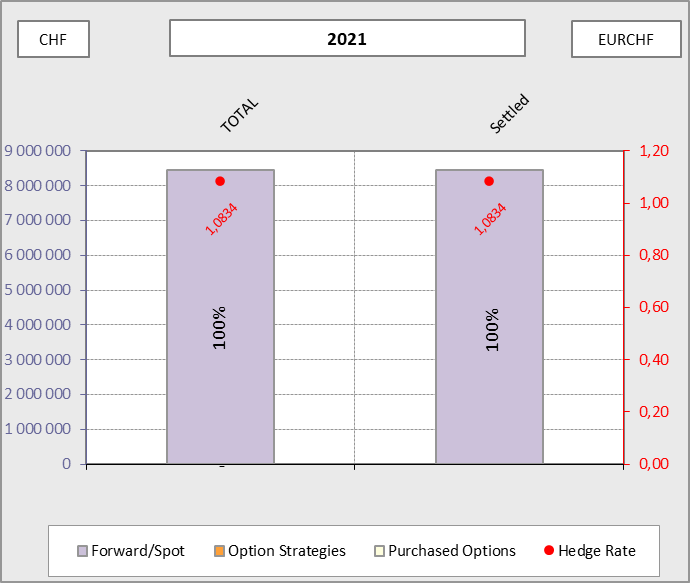 CHF
2021
EURCHF
TOTAL
Settled
9 000 000
8 000 000
7 000 000
6 000 000
5 000 000
4 000 000
3 000 000
2 000 000
1 000 000
0
1,0834
100%
-
1,0834
100%
1,20
1,00
0,80
0,60
0,40
0,20
0,00
Forward/Spot Option Strategies Purchased Options Hedge Rate